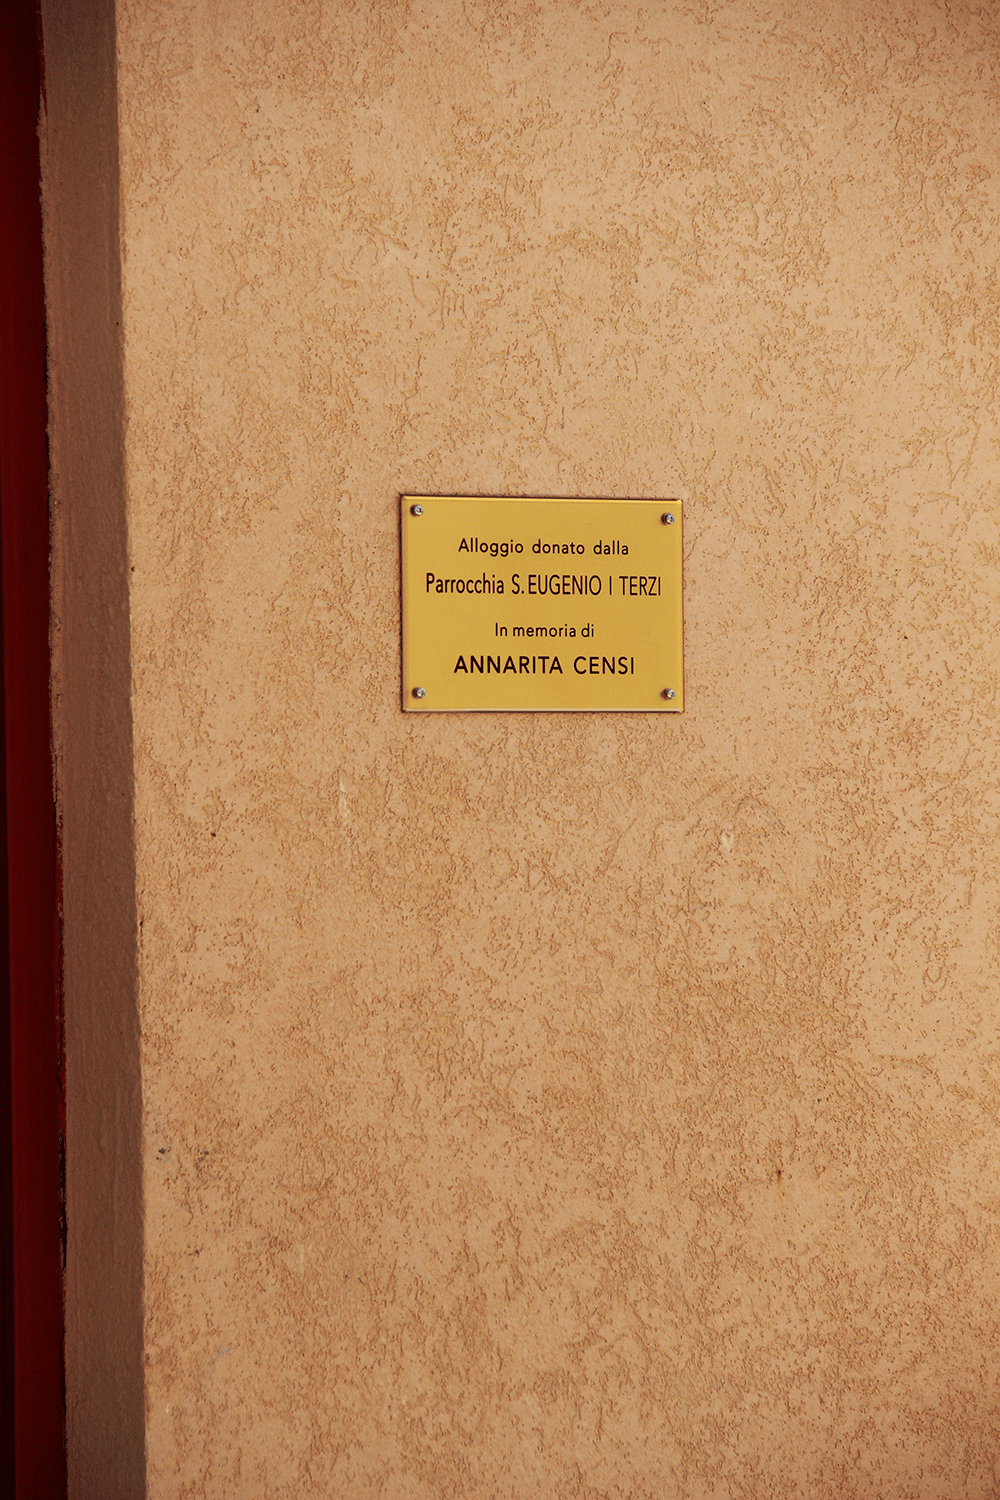 Alloggio donato dalla
Parrocchia S. EUGENIO I TERZI
In memoria di
ANNARITA CENSI